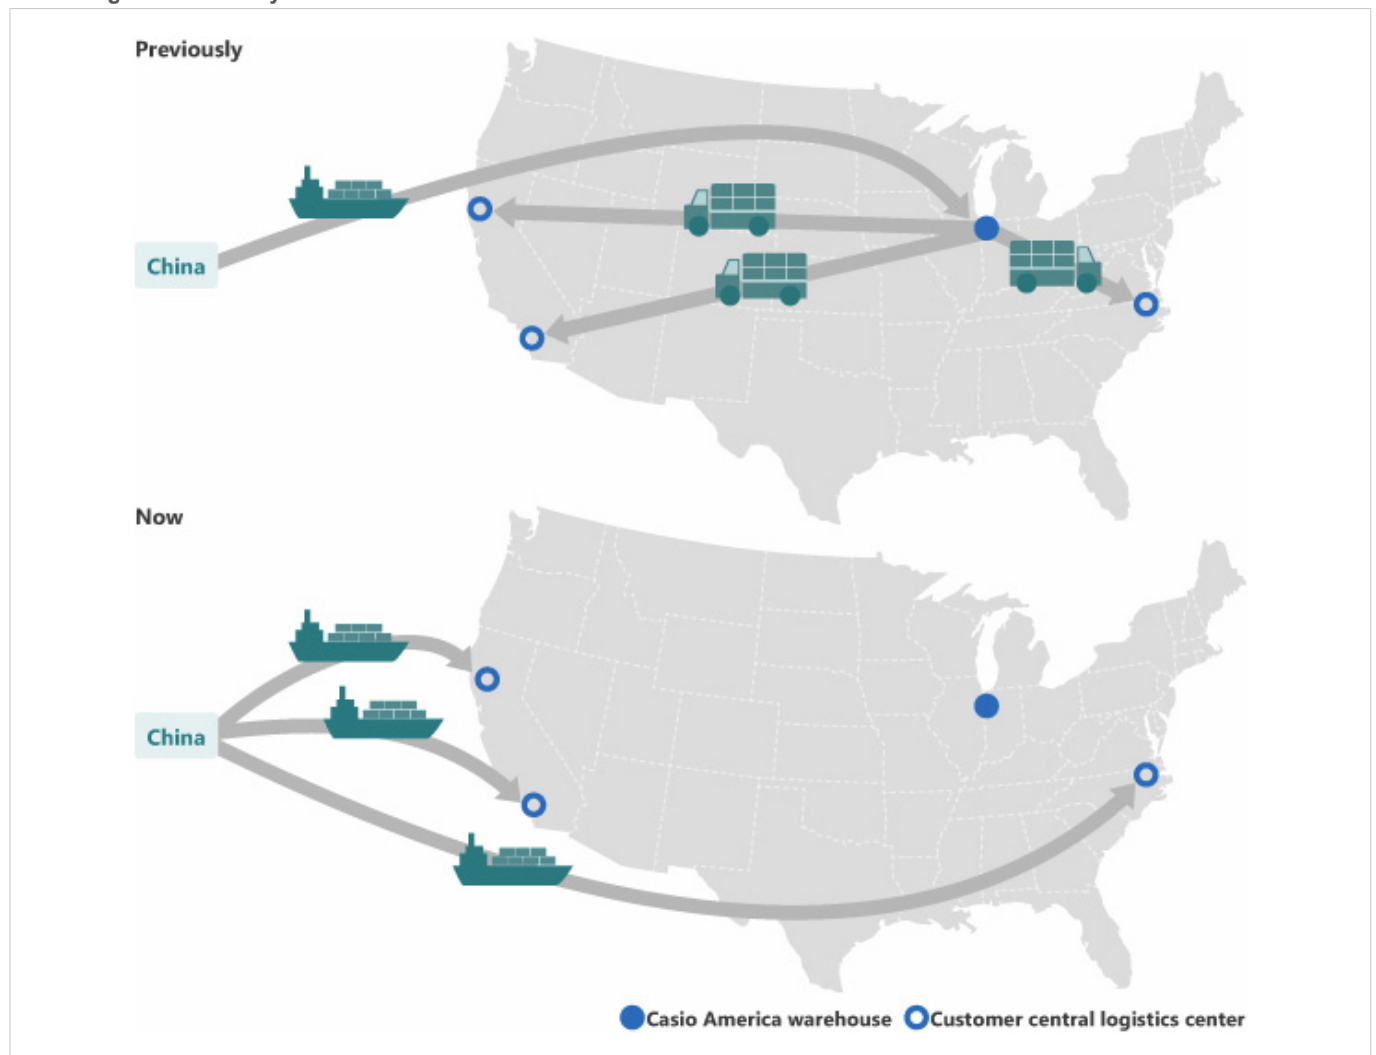 Previously
China
Now
China
Casio America warehouse
Customer central logistics center